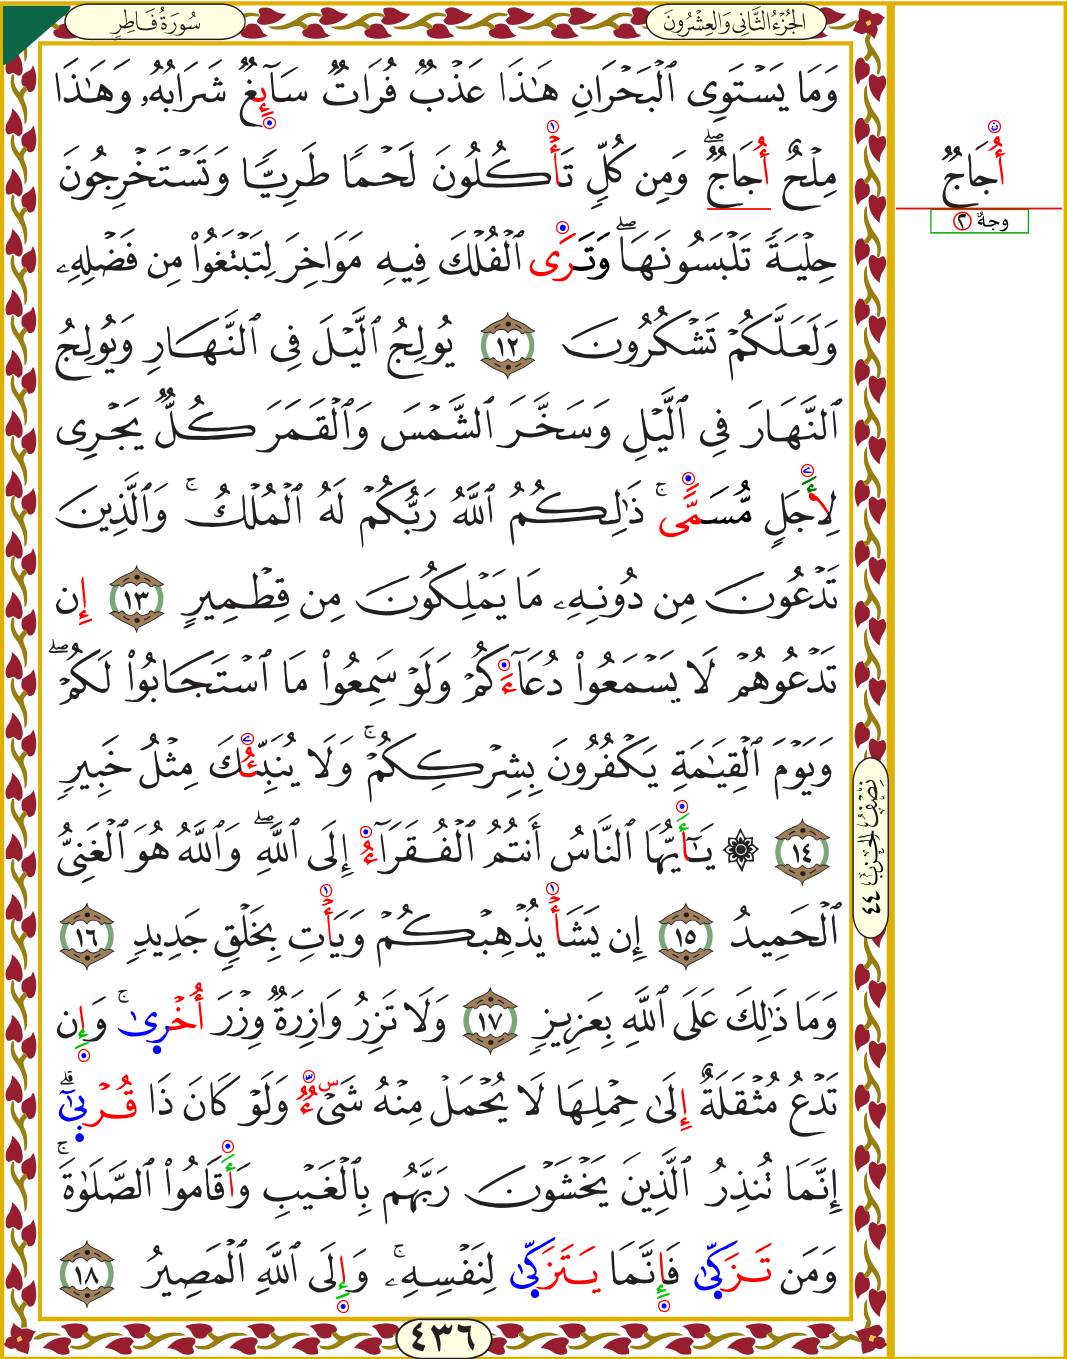 سُورَةُ فَاطِرٍ
الجُزْءُ الثَّانِي وَالعِشْرُونَ
وَمَا يَسۡتَوِي ٱلۡبَحۡرَانِ هَٰذَا عَذۡبٌ فُرَاتٌ سَآئِغٌ شَرَابُهُۥ وَهَٰذَا
مِلۡحٌ أُجَاجٌۖ وَمِن كُلّٖ تَأۡكُلُونَ لَحۡمٗا طَرِيّٗا وَتَسۡتَخۡرِجُونَ
حِلۡيَةٗ تَلۡبَسُونَهَاۖ وَتَرَى ٱلۡفُلۡكَ فِيهِ مَوَاخِرَ لِتَبۡتَغُواْ مِن فَضۡلِهِۦ
وَلَعَلَّكُمۡ تَشۡكُرُونَ ١٢ يُولِجُ ٱلَّيۡلَ فِي ٱلنَّهَارِ وَيُولِجُ
ٱلنَّهَارَ فِي ٱلَّيۡلِ وَسَخَّرَ ٱلشَّمۡسَ وَٱلۡقَمَرَ كُلّٞ يَجۡرِي
لِأَجَلٖ مُّسَمّٗىۚ ذَٰلِكُمُ ٱللَّهُ رَبُّكُمۡ لَهُ ٱلۡمُلۡكُۚ وَٱلَّذِينَ
تَدۡعُونَ مِن دُونِهِۦ مَا يَمۡلِكُونَ مِن قِطۡمِيرٍ ١٣ إِن
تَدۡعُوهُمۡ لَا يَسۡمَعُواْ دُعَآءَكُمۡ وَلَوۡ سَمِعُواْ مَا ٱسۡتَجَابُواْ لَكُمۡۖ
وَيَوۡمَ ٱلۡقِيَٰمَةِ يَكۡفُرُونَ بِشِرۡكِكُمۡۚ وَلَا يُنَبِّئُكَ مِثۡلُ خَبِيرٖ
١٤ ۞ يَٰٓأَيُّهَا ٱلنَّاسُ أَنتُمُ ٱلۡفُقَرَآءُ إِلَى ٱللَّهِۖ وَٱللَّهُ هُوَ ٱلۡغَنِيُّ
ٱلۡحَمِيدُ ١٥ إِن يَشَأۡ يُذۡهِبۡكُمۡ وَيَأۡتِ بِخَلۡقٖ جَدِيدٖ ١٦
وَمَا ذَٰلِكَ عَلَى ٱللَّهِ بِعَزِيزٖ ١٧ وَلَا تَزِرُ وَازِرَةٞ وِزۡرَ أُخۡرَىٰۚ وَإِن
تَدۡعُ مُثۡقَلَةٌ إِلَىٰ حِمۡلِهَا لَا يُحۡمَلۡ مِنۡهُ شَيۡءٞ وَلَوۡ كَانَ ذَا قُرۡبَىٰٓۗ
إِنَّمَا تُنذِرُ ٱلَّذِينَ يَخۡشَوۡنَ رَبَّهُم بِٱلۡغَيۡبِ وَأَقَامُواْ ٱلصَّلَوٰةَۚ
وَمَن تَزَكَّىٰ فَإِنَّمَا يَتَزَكَّىٰ لِنَفۡسِهِۦۚ وَإِلَى ٱللَّهِ ٱلۡمَصِيرُ ١٨
٤٣٦
أُجَاجٌ
وجهٌ ٢
نِصْفُ الحِزْبِ ٤٤